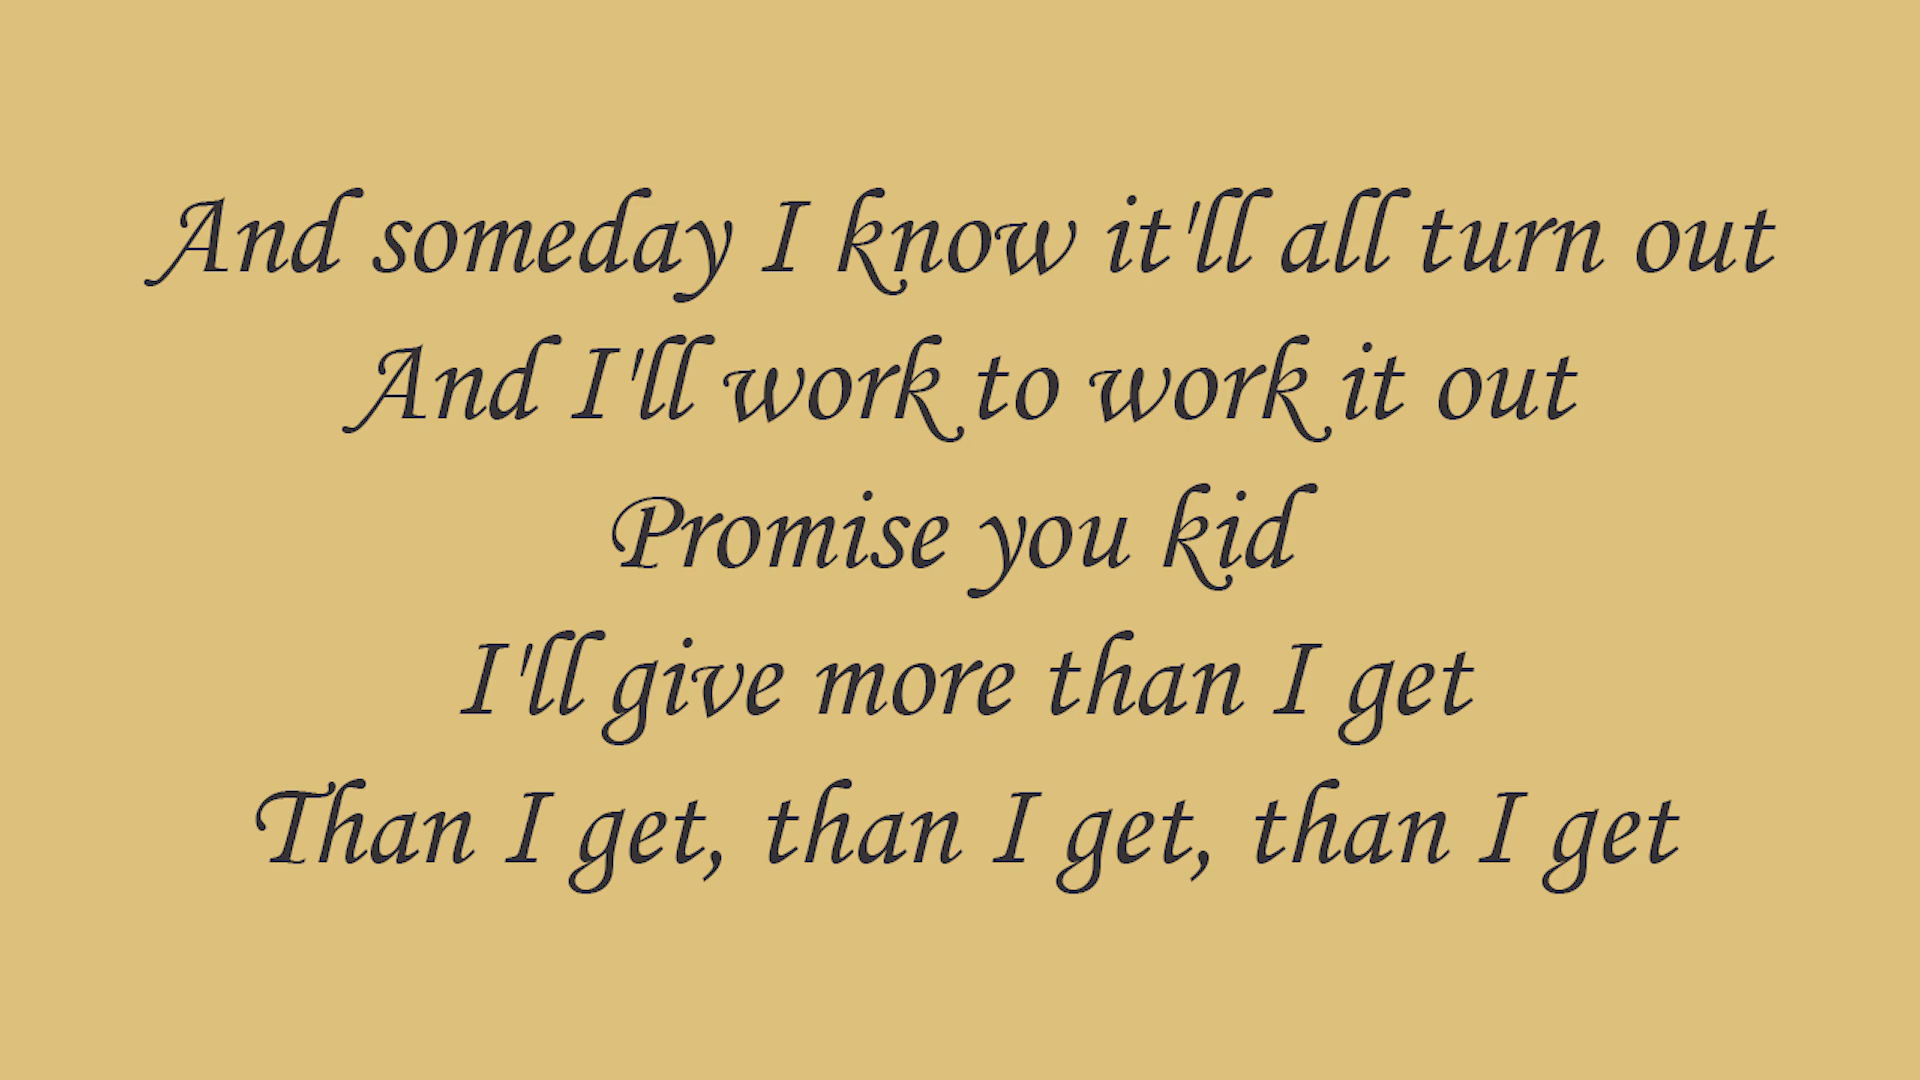 And someday I know it'll all turn out
And I'll work to work it out
Promise you kid
I'll give more than I get
Than I get, than I get, than I get